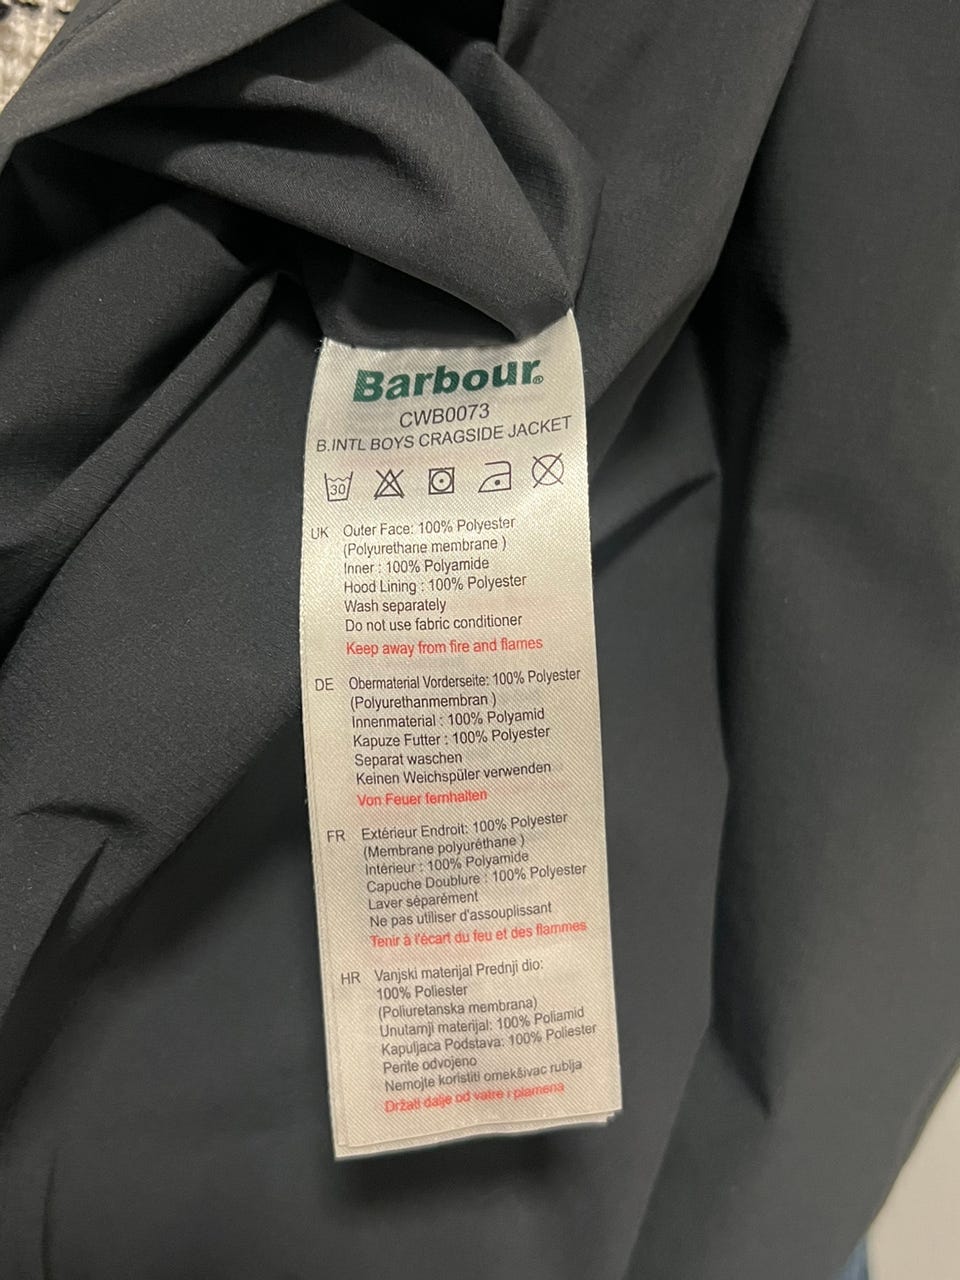 Barbour®
CWB0073
B.INTL BOYS CRAGSIDE JACKET
30
UK Outer Face: 100% Polyester
(Polyurethane membrane )
Inner : 100% Polyamide
Hood Lining : 100% Polyester
Wash separately
Do not use fabric conditioner
Keep away from fire and flames
DE Obermaterial Vorderseite: 100% Polyester
(Polyurethanmembran )
Innenmaterial : 100% Polyamid
Kapuze Futter : 100% Polyester
Separat waschen
Keinen Weichspüler verwenden
Von Feuer fernhalten
FR Extérieur Endroit: 100% Polyester
(Membrane polyuréthane )
Intérieur : 100% Polyamide
Capuche Doublure : 100% Polyester
Laver séparément
Ne pas utiliser d'assouplissant
Tenir à l'écart du feu et des flammes
HR Vanjski materijal Prednji dio:
100% Poliester
(Poliuretanska membrana)
Unutarnji materijal: 100% Poliamid
Kapuljaca Podstava: 100% Poliester
Perite odvojeno
Nemojte koristiti omekšivac rublja
Držati dalje od vatre i plamena